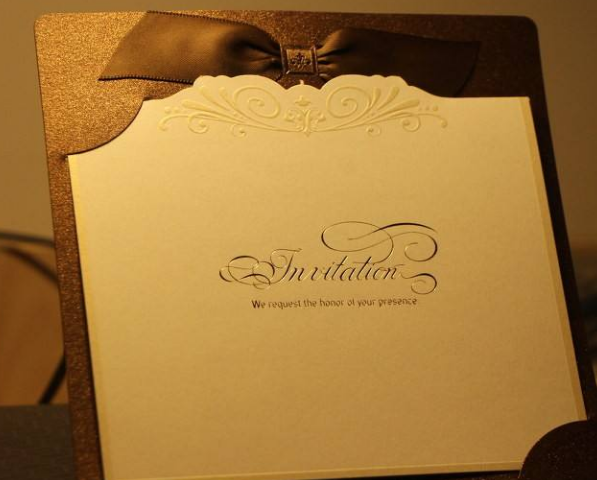 Invitation
We request the honor of your presence